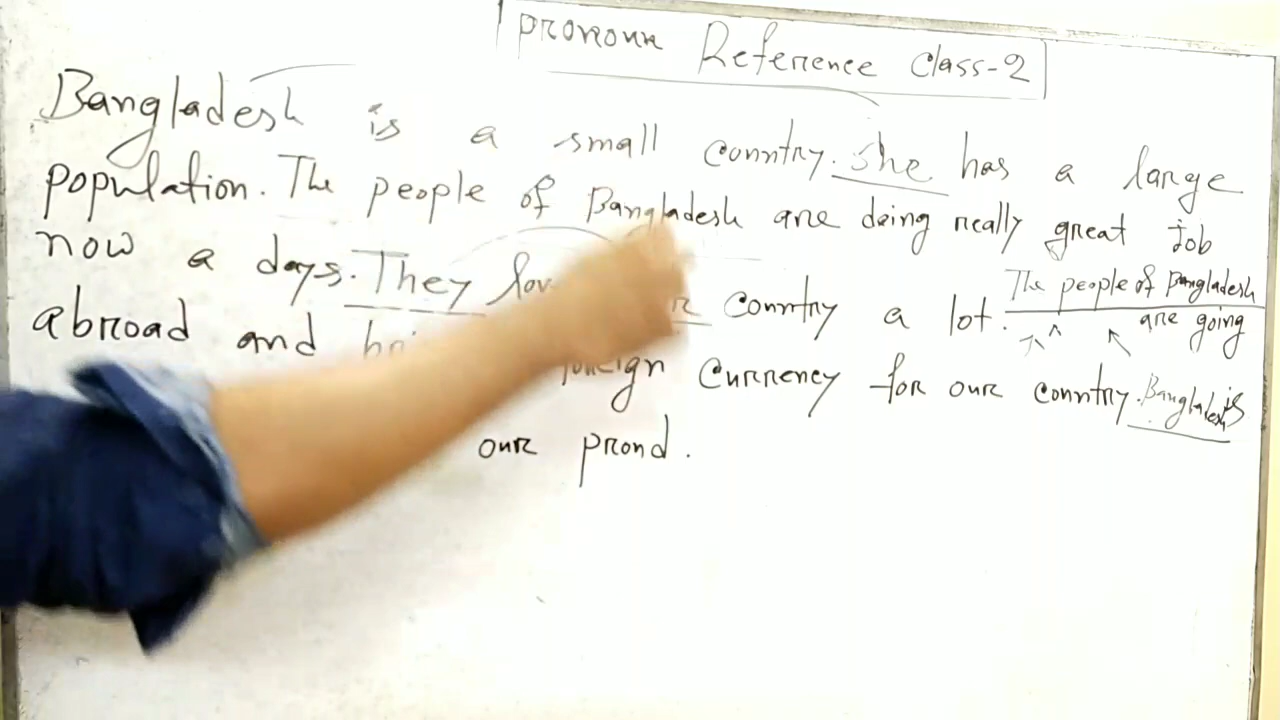 Pronoun Reference Class-2
Bangladesh is a small country. She has a large
population. The people of Bangladesh are doing really great Job
now a days. They country a lot. The people of Bangladesh
are going
abroad and foreign currency for our country. Bangladesh is
our proud.